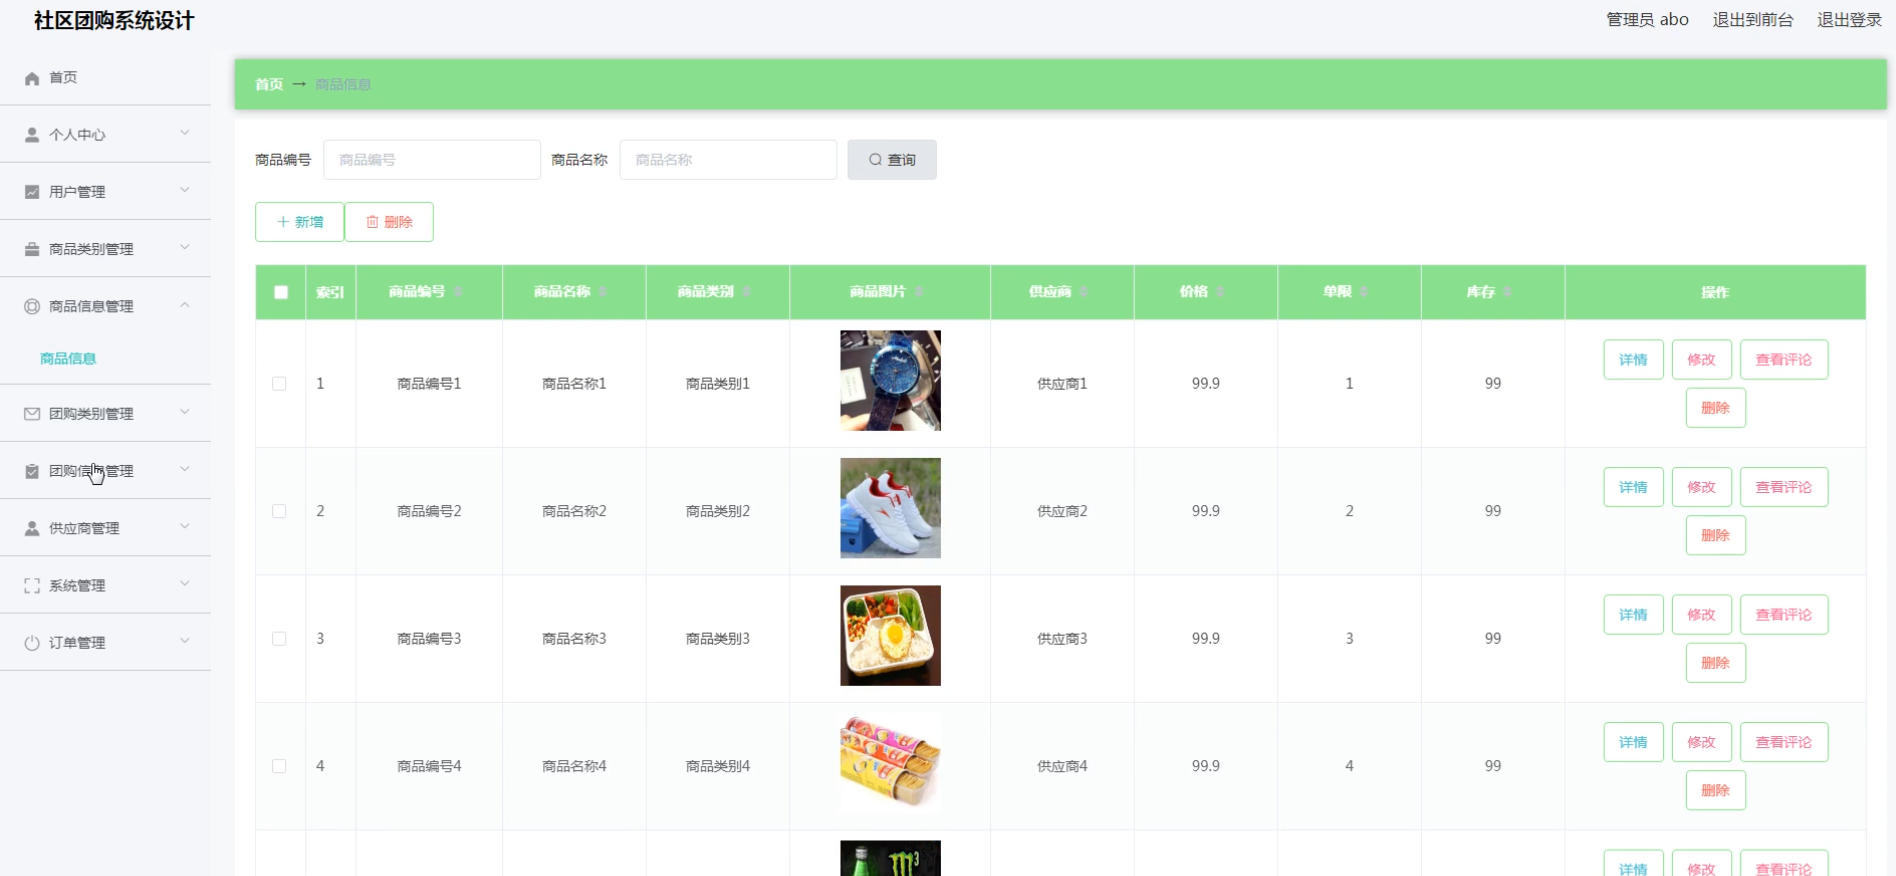 社区团购系统设计
管理员 abo 退出到前台 退出登录
首页
个人中心
用户管理
商品类别管理
商品信息管理
商品信息
团购类别管理
团购信息管理
供应商管理
系统管理
订单管理
首页 → 商品信息
商品编号 商品编号 商品名称 商品名称 查询
+ 新增 删除
索引 商品编号 商品名称 商品类别 商品图片 供应商 价格 单限 库存 操作
1 商品编号1 商品名称1 商品类别1 供应商1 99.9 1 99 详情 修改 查看评论
删除
2 商品编号2 商品名称2 商品类别2 供应商2 99.9 2 99 详情 修改 查看评论
删除
3 商品编号3 商品名称3 商品类别3 供应商3 99.9 3 99 详情 修改 查看评论
删除
4 商品编号4 商品名称4 商品类别4 供应商4 99.9 4 99 详情 修改 查看评论
删除
详情 修改 查看评论